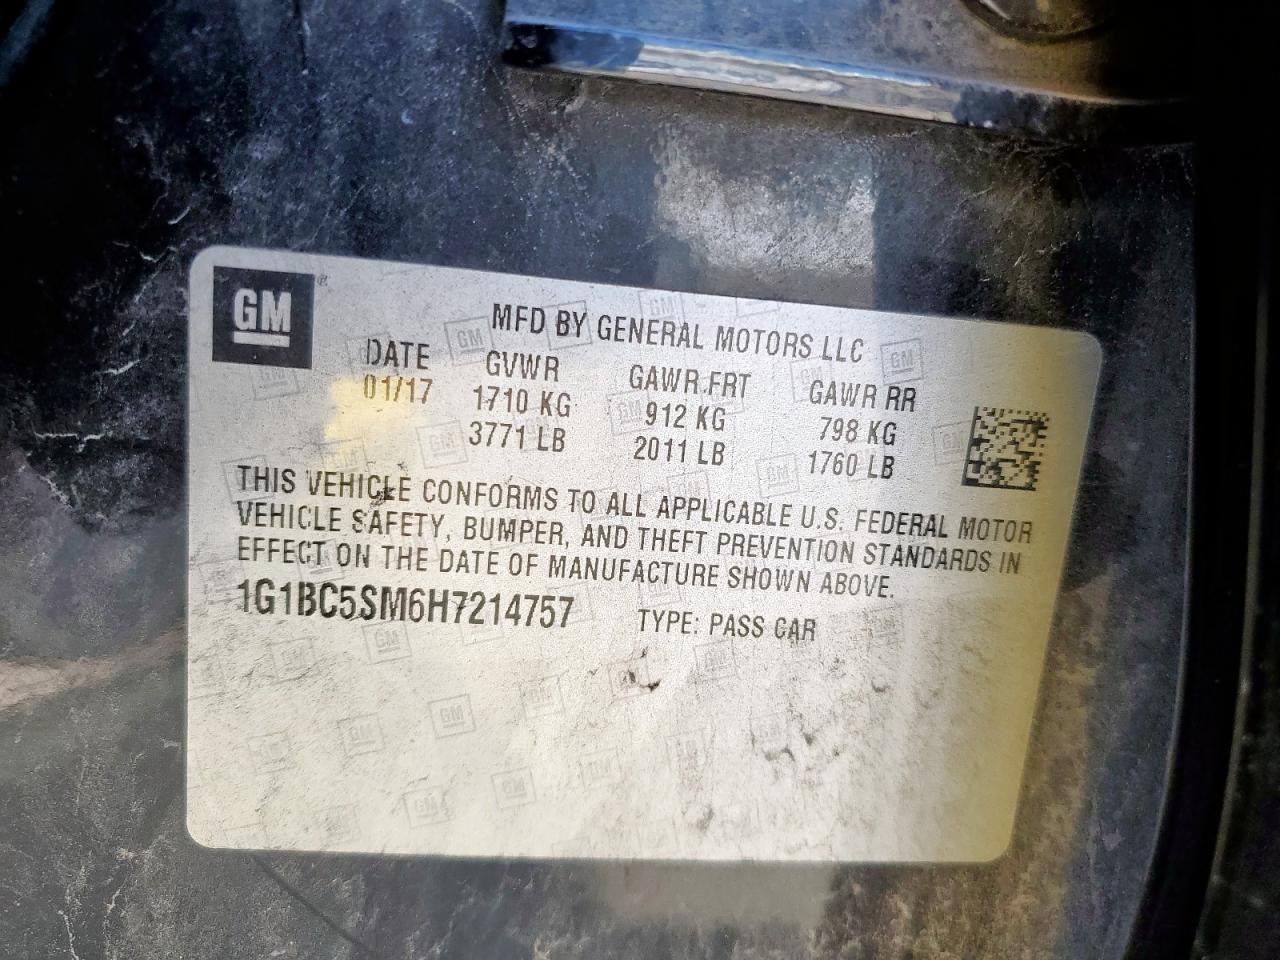 GM
MFD BY GENERAL MOTORS LLC
DATE GVWR GAWR FRT GAWR RR
01/17 1710 KG 912 KG 798 KG
3771 LB 2011 LB 1760 LB
THIS VEHICLE CONFORMS TO ALL APPLICABLE U.S. FEDERAL MOTOR
VEHICLE SAFETY, BUMPER, AND THEFT PREVENTION STANDARDS IN
EFFECT ON THE DATE OF MANUFACTURE SHOWN ABOVE.
1G1BC5SM6H7214757 TYPE: PASS CAR